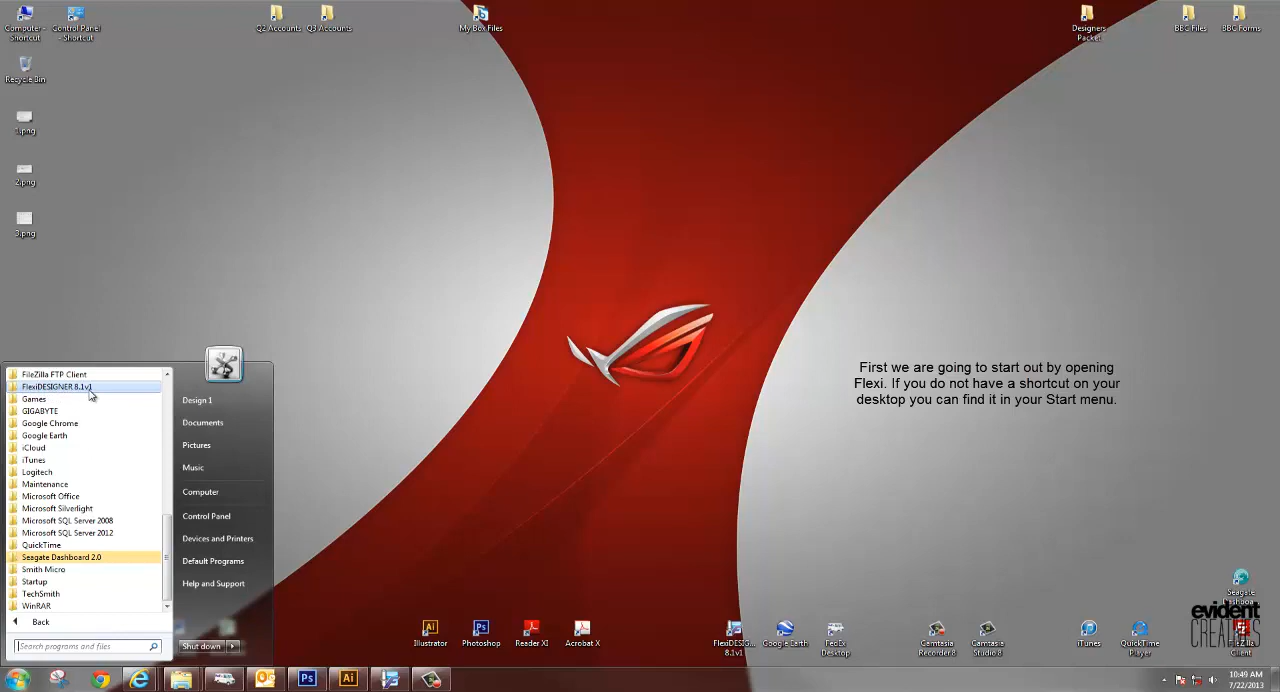 Computer -
Shortcut
Control Panel
- Shortcut
Q2 Accounts
Q3 Accounts
My Box Files
Designers
Packet
BBC Files
BBC Forms
Recycle Bin
1.png
2.png
3.png
First we are going to start out by opening
Flexi. If you do not have a shortcut on your
desktop you can find it in your Start menu.
FileZilla FTP Client
FlexiDESIGNER 8.1v1
Games
GIGABYTE
Google Chrome
Google Earth
iCloud
iTunes
Logitech
Maintenance
Microsoft Office
Microsoft Silverlight
Microsoft SQL Server 2008
Microsoft SQL Server 2012
QuickTime
Seagate Dashboard 2.0
Smith Micro
Startup
TechSmith
WinRAR
Back
Search programs and files
Design 1
Documents
Pictures
Music
Computer
Control Panel
Devices and Printers
Default Programs
Help and Support
Shut down
Illustrator
Photoshop
Reader XI
Acrobat X
FlexiDESIG...
8.1v1
Google Earth
FedEx
Desktop
Camtasia
Recorder 8
Camtasia
Studio 8
iTunes
QuickTime
Player
Seagate
Dashboa...
FileZilla
Client
evident
CREATIONS
Ps
Ai
10:49 AM
7/22/2013